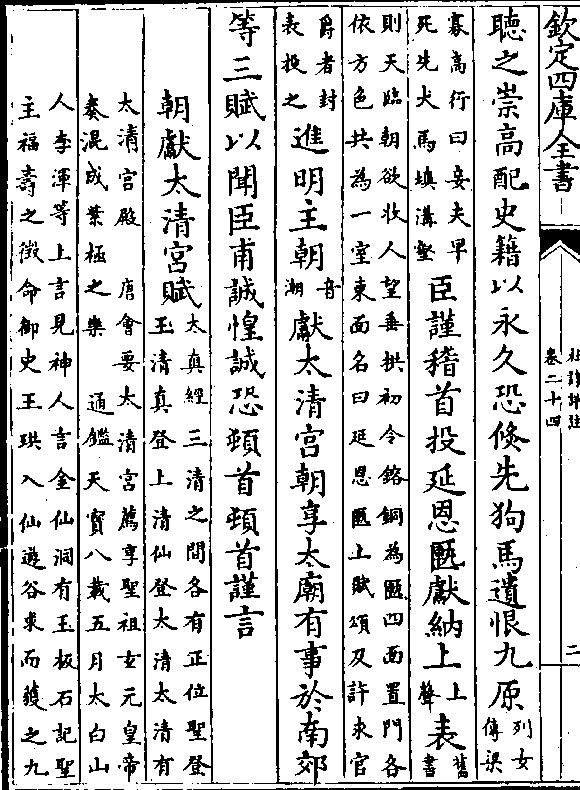 欽定四庫全書
杜詩詳註
卷二十四
二
聽之崇高配史籍以永久恐倐先狗馬遺恨九原列女傳梁
寡高行曰妾夫早死先犬馬填溝壑臣謹稽首投延恩匭獻納上上聲表舊書
則天臨朝欲收人望垂拱初令鎔銅為匭四面置門各依方色共為一室東面名曰延恩匭上賦頌及許求官
爵者封表投之進明主朝音潮獻太清宫朝享太廟有事於南郊
等三賦以聞臣甫誠惶誠恐頓首頓首謹言
朝獻太清宫賦太真經三清之間各有正位聖登玉清真登上清仙登太清太清有
太清宫殿 唐會要太清宫薦享聖祖玄元皇帝奏混成業極之樂 通鑑天寶八載五月太白山
人李渾等上言見神人言金仙洞有玉板石記聖主福壽之徴命御史王珙入仙遊谷求而獲之九